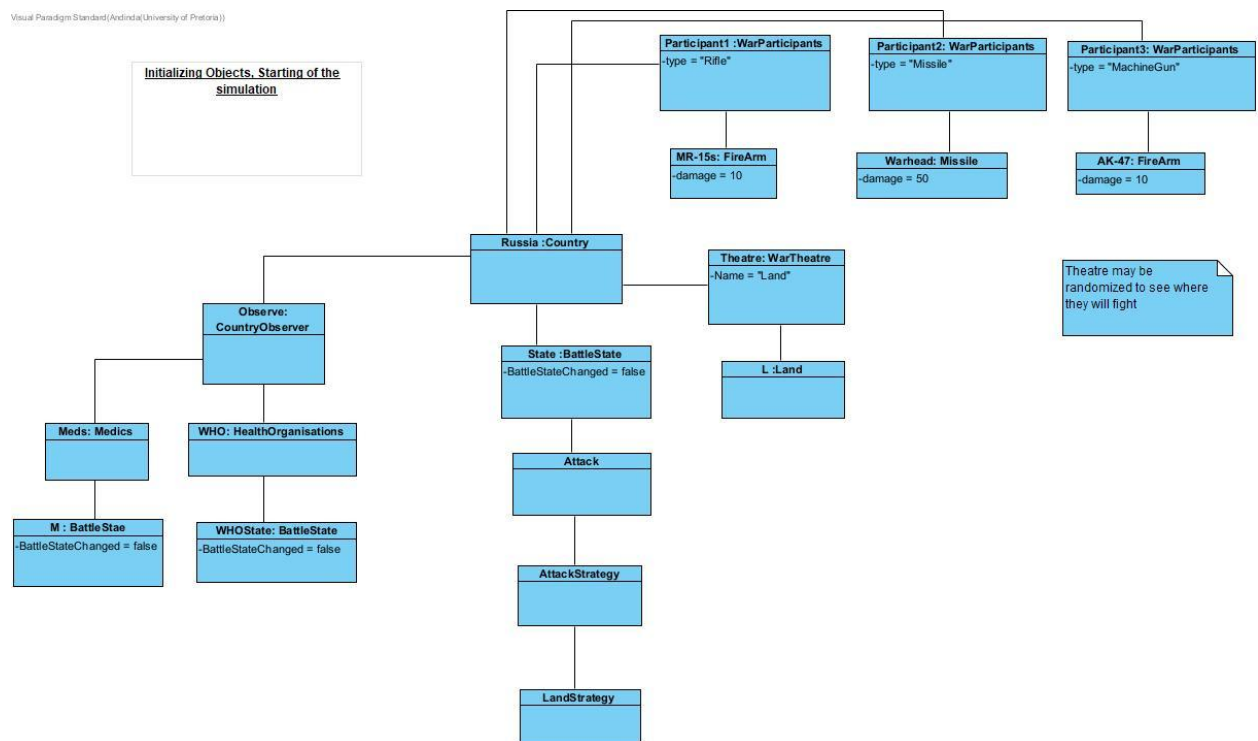 Visual Paradigm Standard(Andinda(University of Pretoria))
Initializing Objects, Starting of the
simulation
Participant1 :WarParticipants
-type = "Rifle"
Participant2: WarParticipants
-type = "Missile"
Participant3: WarParticipants
-type = "MachineGun"
MR-15s: FireArm
-damage = 10
Warhead: Missile
-damage = 50
AK-47: FireArm
-damage = 10
Russia :Country
Theatre: WarTheatre
-Name = "Land"
Theatre may be
randomized to see where
they will fight
Observe:
CountryObserver
State :BattleState
-BattleStateChanged = false
L :Land
Meds: Medics
WHO: HealthOrganisations
Attack
M : BattleStae
-BattleStateChanged = false
WHOState: BattleState
-BattleStateChanged = false
AttackStrategy
LandStrategy